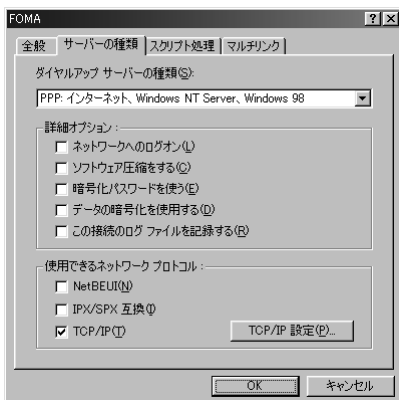 FOMA
全般 サーバーの種類 スクリプト処理 マルチリンク
ダイヤルアップ サーバーの種類(S):
PPP: インターネット、Windows NT Server、Windows 98
詳細オプション :
ネットワークへのログオン(L)
ソフトウェア圧縮をする(C)
暗号化パスワードを使う(E)
データの暗号化を使用する(D)
この接続のログ ファイルを記録する(R)
使用できるネットワーク プロトコル :
NetBEUI(N)
IPX/SPX 互換(I)
TCP/IP(T) TCP/IP 設定(P)...
OK キャンセル